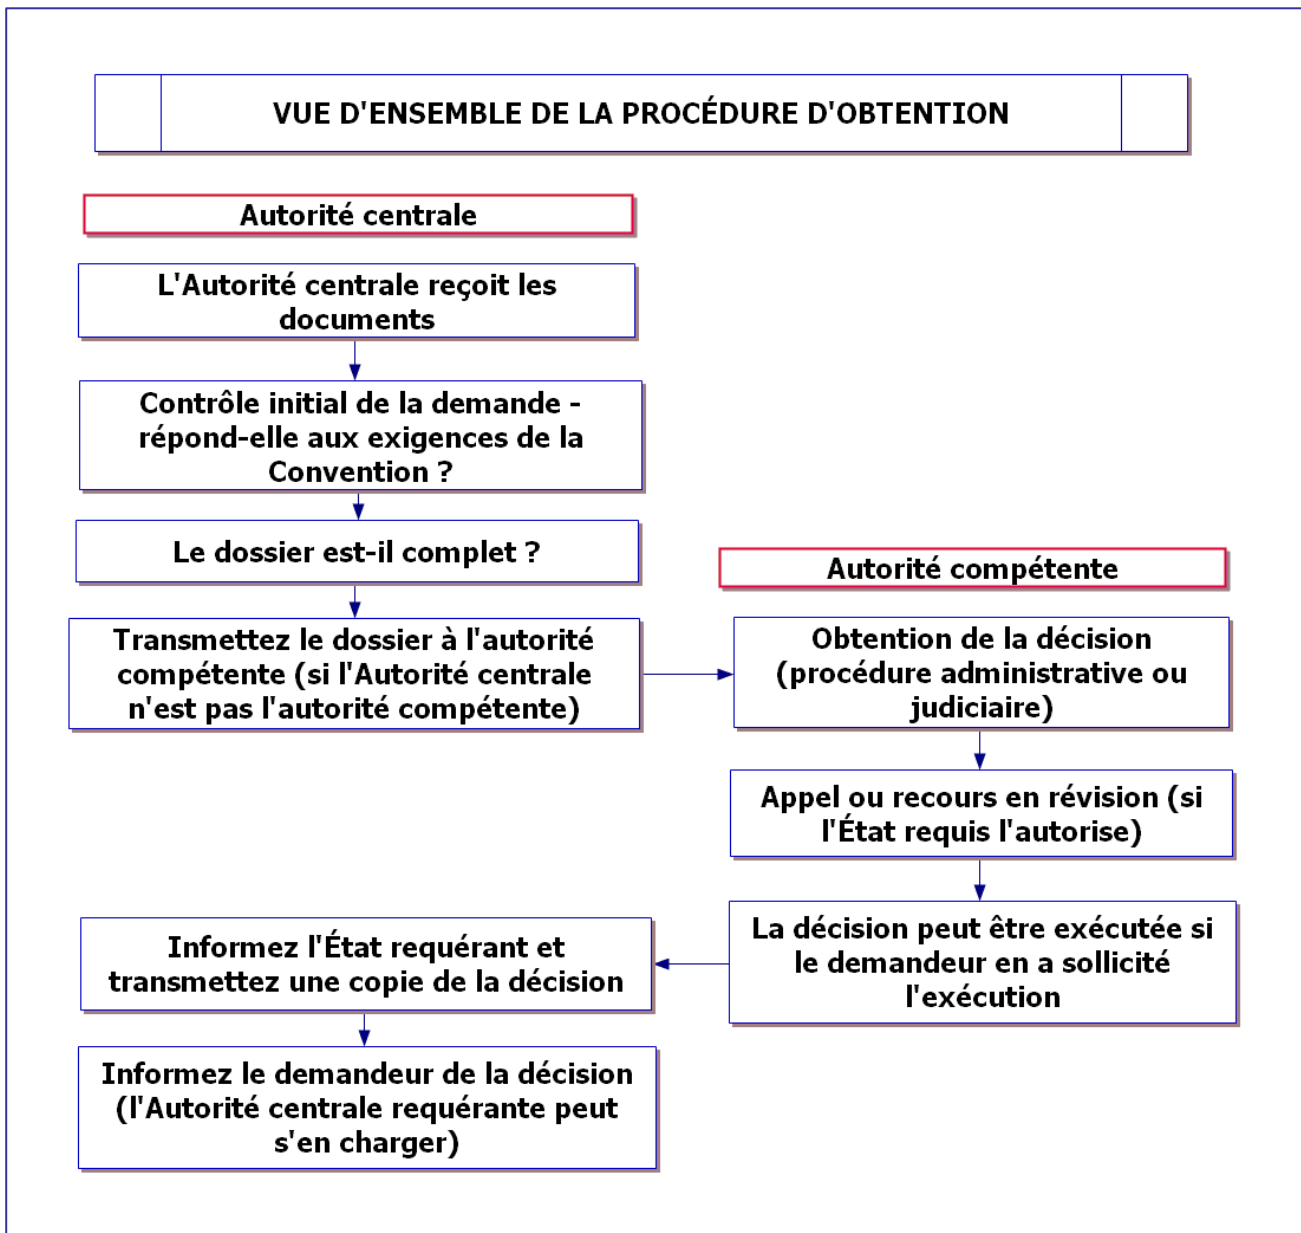 VUE D'ENSEMBLE DE LA PROCÉDURE D'OBTENTION
Autorité centrale
L'Autorité centrale reçoit les
documents
Contrôle initial de la demande -
répond-elle aux exigences de la
Convention ?
Le dossier est-il complet ?
Transmettez le dossier à l'autorité
compétente (si l'Autorité centrale
n'est pas l'autorité compétente)
Autorité compétente
Obtention de la décision
(procédure administrative ou
judiciaire)
Appel ou recours en révision (si
l'État requis l'autorise)
La décision peut être exécutée si
le demandeur en a sollicité
l'exécution
Informez l'État requérant et
transmettez une copie de la décision
Informez le demandeur de la décision
(l'Autorité centrale requérante peut
s'en charger)